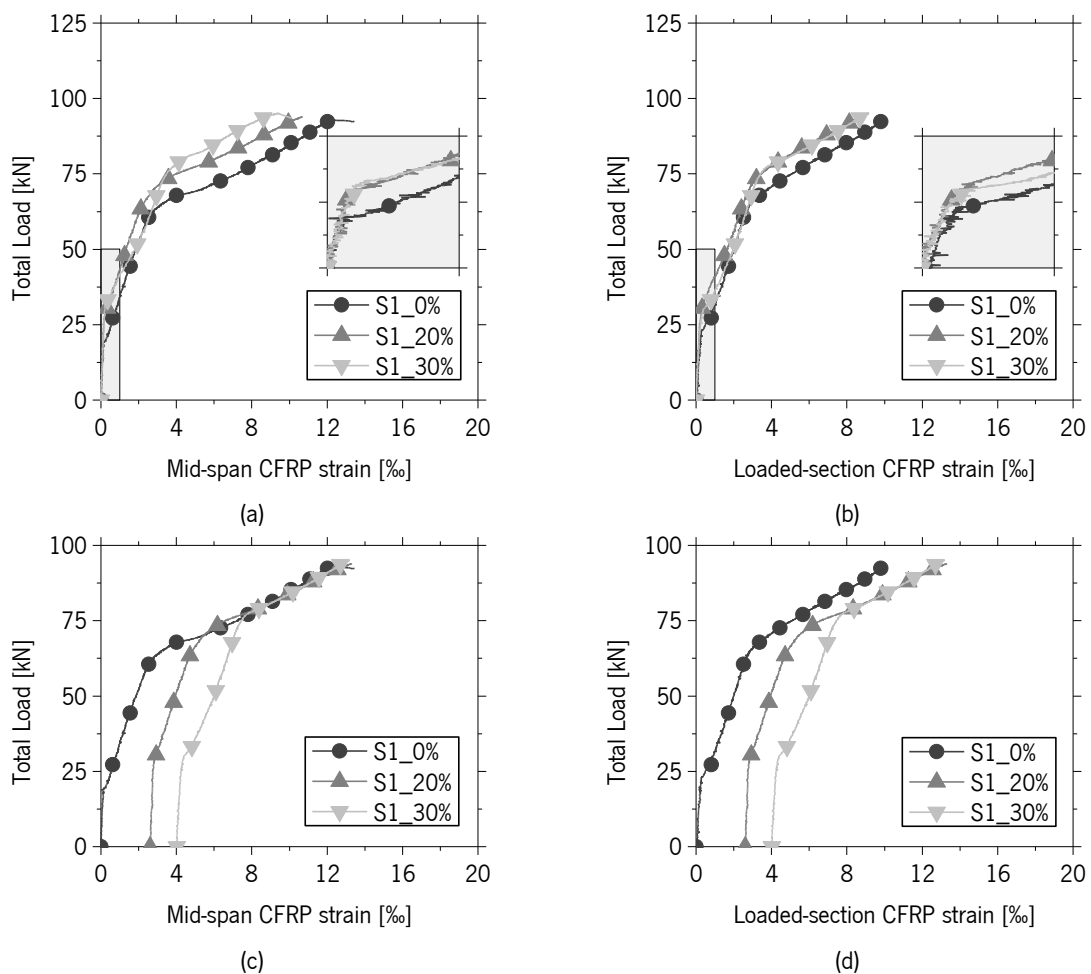 125
100
75
50
25
0
Total Load [kN]
S1_0%
S1_20%
S1_30%
0 4 8 12 16 20
Mid-span CFRP strain [‰]
(a)
125
100
75
50
25
0
Total Load [kN]
S1_0%
S1_20%
S1_30%
0 4 8 12 16 20
Loaded-section CFRP strain [‰]
(b)
100
75
50
25
0
Total Load [kN]
S1_0%
S1_20%
S1_30%
0 4 8 12 16 20
Mid-span CFRP strain [‰]
(c)
100
75
50
25
0
Total Load [kN]
S1_0%
S1_20%
S1_30%
0 4 8 12 16 20
Loaded-section CFRP strain [‰]
(d)